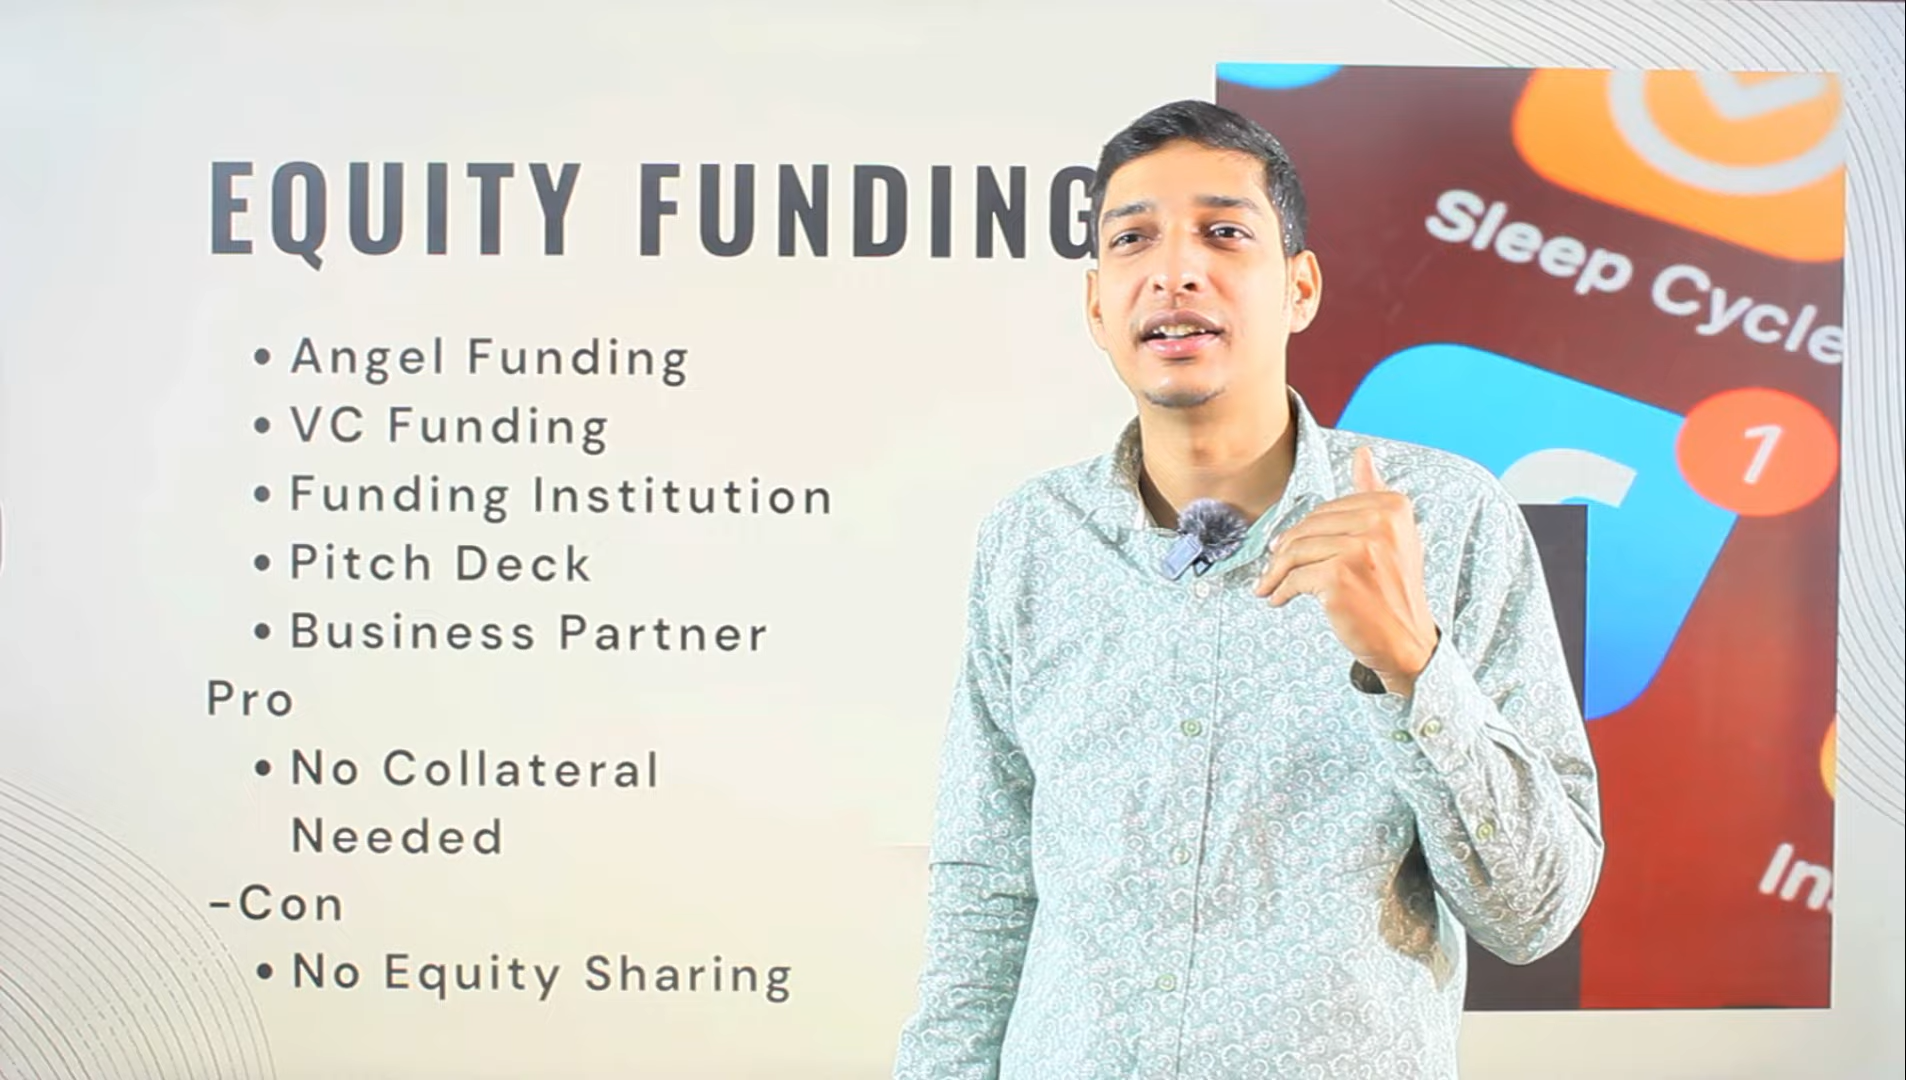 EQUITY FUNDING
• Angel Funding
• VC Funding
• Funding Institution
• Pitch Deck
• Business Partner
Pro
• No Collateral
Needed
-Con
• No Equity Sharing
Sleep Cycle
1
In